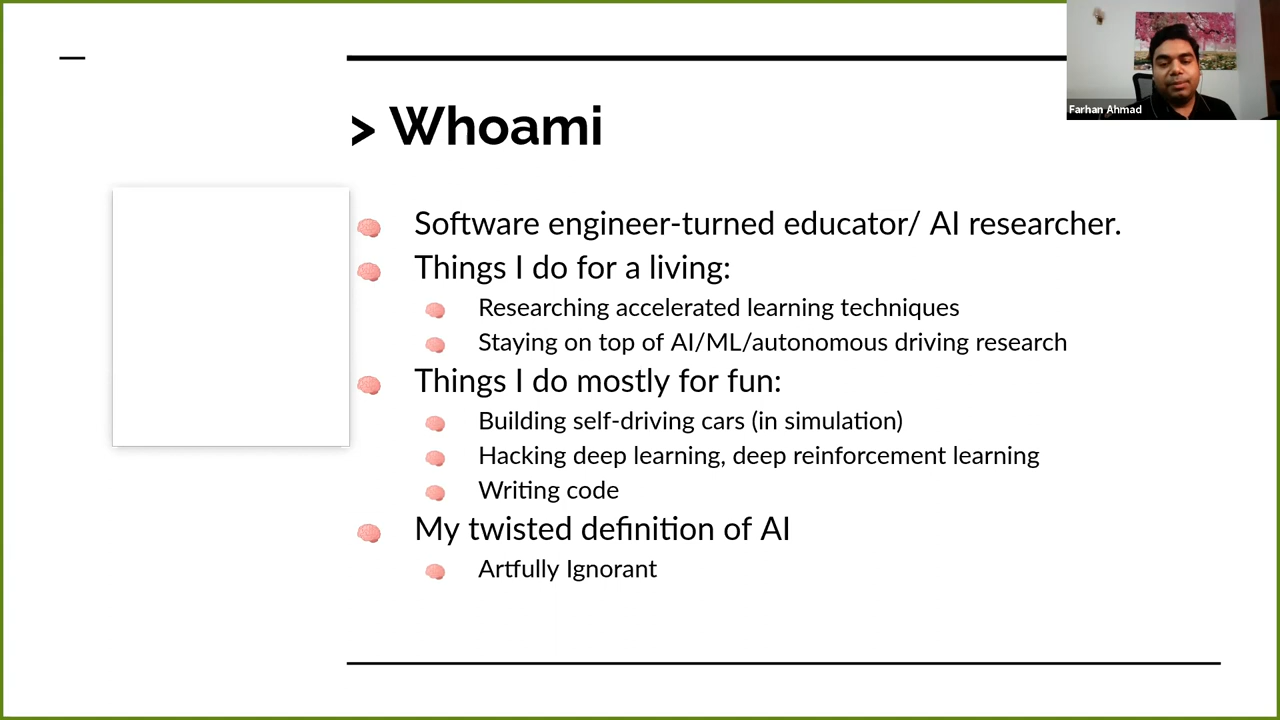 > Whoami
Software engineer-turned educator/ AI researcher.
Things I do for a living:
Researching accelerated learning techniques
Staying on top of AI/ML/autonomous driving research
Things I do mostly for fun:
Building self-driving cars (in simulation)
Hacking deep learning, deep reinforcement learning
Writing code
My twisted definition of AI
Artfully Ignorant
Farhan Ahmad